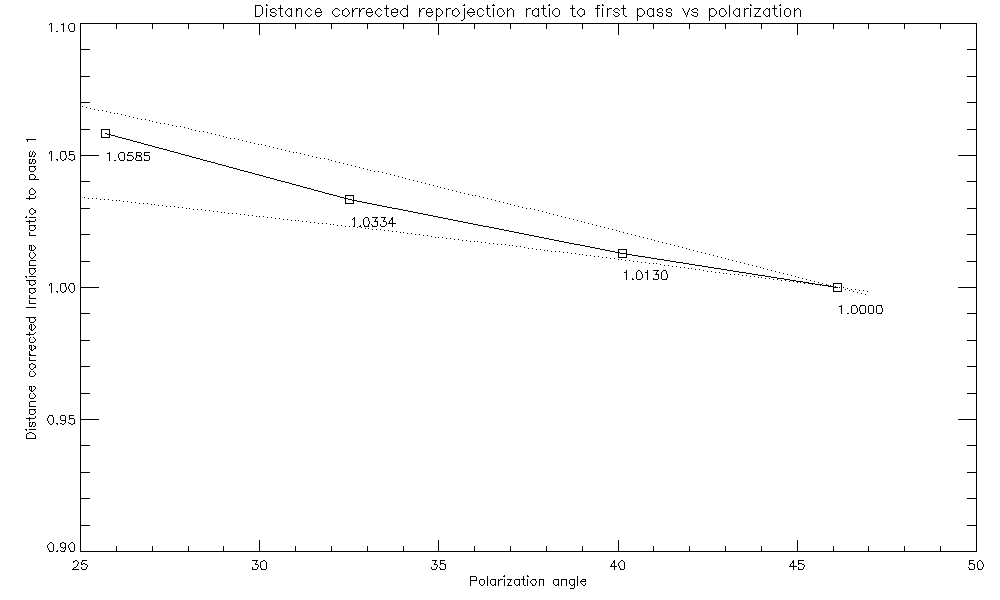 Distance corrected reprojection ratio to first pass vs polarization
1.10
1.05
1.00
0.95
0.90
Distance corrected Irradiance ratio to pass 1
1.0585
1.0334
1.0130
1.0000
25 30 35 40 45 50
Polarization angle